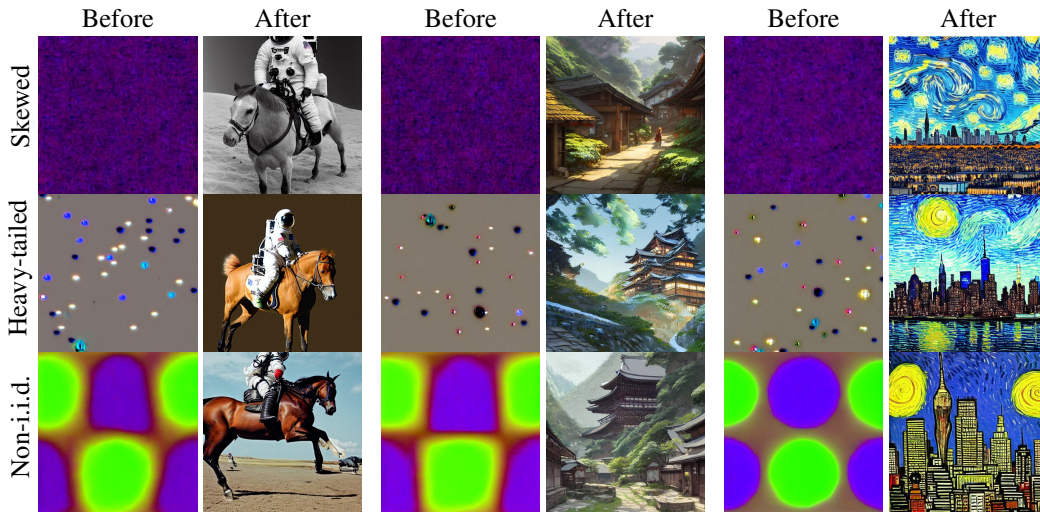 Before After Before After Before After
Skewed
Heavy-tailed
Non-i.i.d.